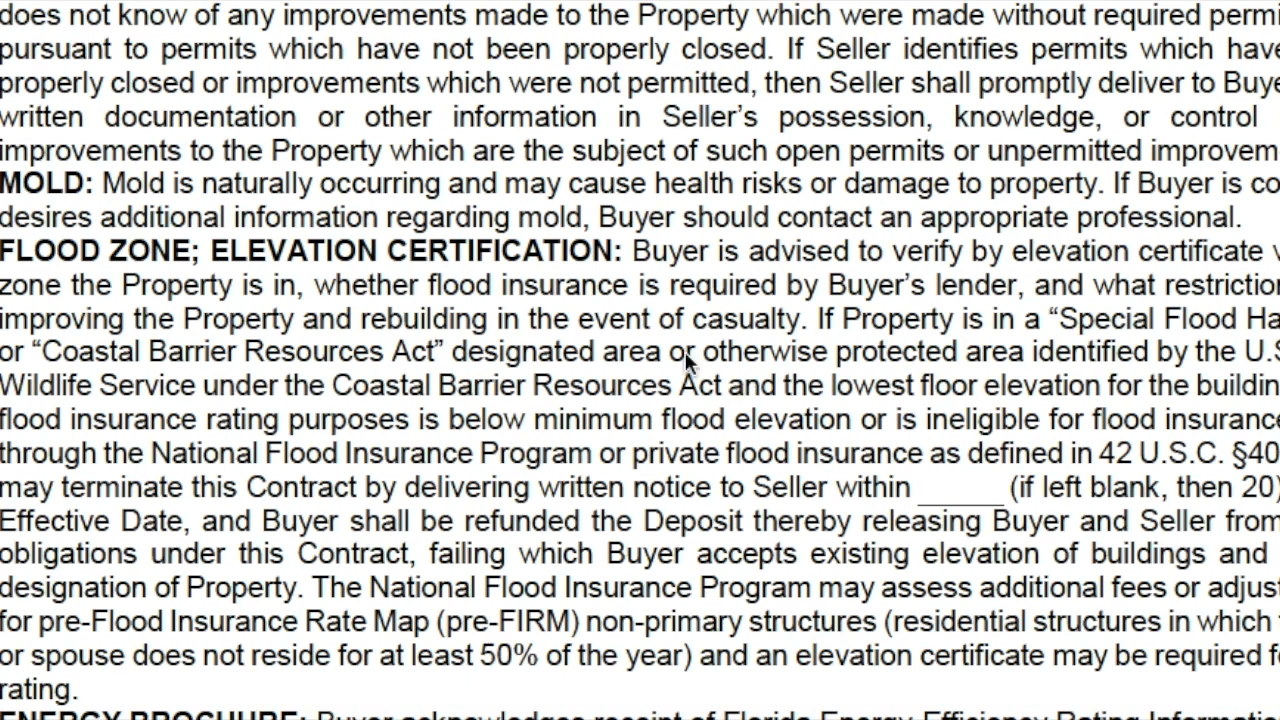 does not know of any improvements made to the Property which were made without required permi
pursuant to permits which have not been properly closed. If Seller identifies permits which have
properly closed or improvements which were not permitted, then Seller shall promptly deliver to Buye
written documentation or other information in Seller’s possession, knowledge, or control
improvements to the Property which are the subject of such open permits or unpermitted improvem
MOLD: Mold is naturally occurring and may cause health risks or damage to property. If Buyer is co
desires additional information regarding mold, Buyer should contact an appropriate professional.
FLOOD ZONE; ELEVATION CERTIFICATION: Buyer is advised to verify by elevation certificate
zone the Property is in, whether flood insurance is required by Buyer’s lender, and what restriction
improving the Property and rebuilding in the event of casualty. If Property is in a “Special Flood Ha
or “Coastal Barrier Resources Act” designated area or otherwise protected area identified by the U.S
Wildlife Service under the Coastal Barrier Resources Act and the lowest floor elevation for the buildin
flood insurance rating purposes is below minimum flood elevation or is ineligible for flood insurance
through the National Flood Insurance Program or private flood insurance as defined in 42 U.S.C. §40
may terminate this Contract by delivering written notice to Seller within ______ (if left blank, then 20)
Effective Date, and Buyer shall be refunded the Deposit thereby releasing Buyer and Seller from
obligations under this Contract, failing which Buyer accepts existing elevation of buildings and
designation of Property. The National Flood Insurance Program may assess additional fees or adjust
for pre-Flood Insurance Rate Map (pre-FIRM) non-primary structures (residential structures in which
or spouse does not reside for at least 50% of the year) and an elevation certificate may be required fo
rating.
ENERGY BROCHURE: Buyer acknowledges receipt of Florida Energy-Efficiency Rating Informatio